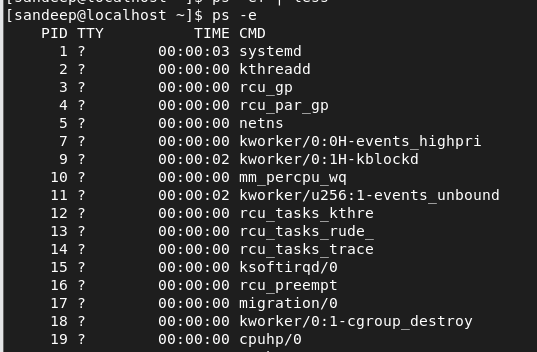 [sandeep@localhost ~]$ ps -ef | less
[sandeep@localhost ~]$ ps -e
    PID TTY          TIME CMD
      1 ?        00:00:03 systemd
      2 ?        00:00:00 kthreadd
      3 ?        00:00:00 rcu_gp
      4 ?        00:00:00 rcu_par_gp
      5 ?        00:00:00 netns
      7 ?        00:00:00 kworker/0:0H-events_highpri
      9 ?        00:00:02 kworker/0:1H-kblockd
     10 ?        00:00:00 mm_percpu_wq
     11 ?        00:00:02 kworker/u256:1-events_unbound
     12 ?        00:00:00 rcu_tasks_kthre
     13 ?        00:00:00 rcu_tasks_rude_
     14 ?        00:00:00 rcu_tasks_trace
     15 ?        00:00:00 ksoftirqd/0
     16 ?        00:00:00 rcu_preempt
     17 ?        00:00:00 migration/0
     18 ?        00:00:00 kworker/0:1-cgroup_destroy
     19 ?        00:00:00 cpuhp/0